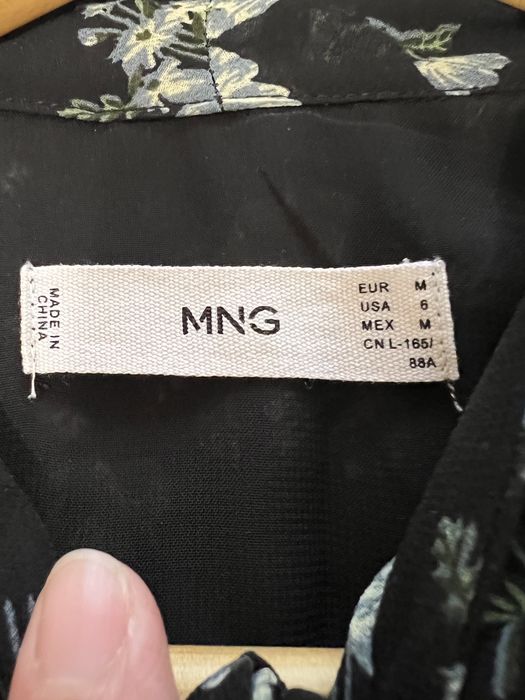 MADE IN
CHINA
MNG
EUR M
USA 6
MEX M
CN L-165/
88A